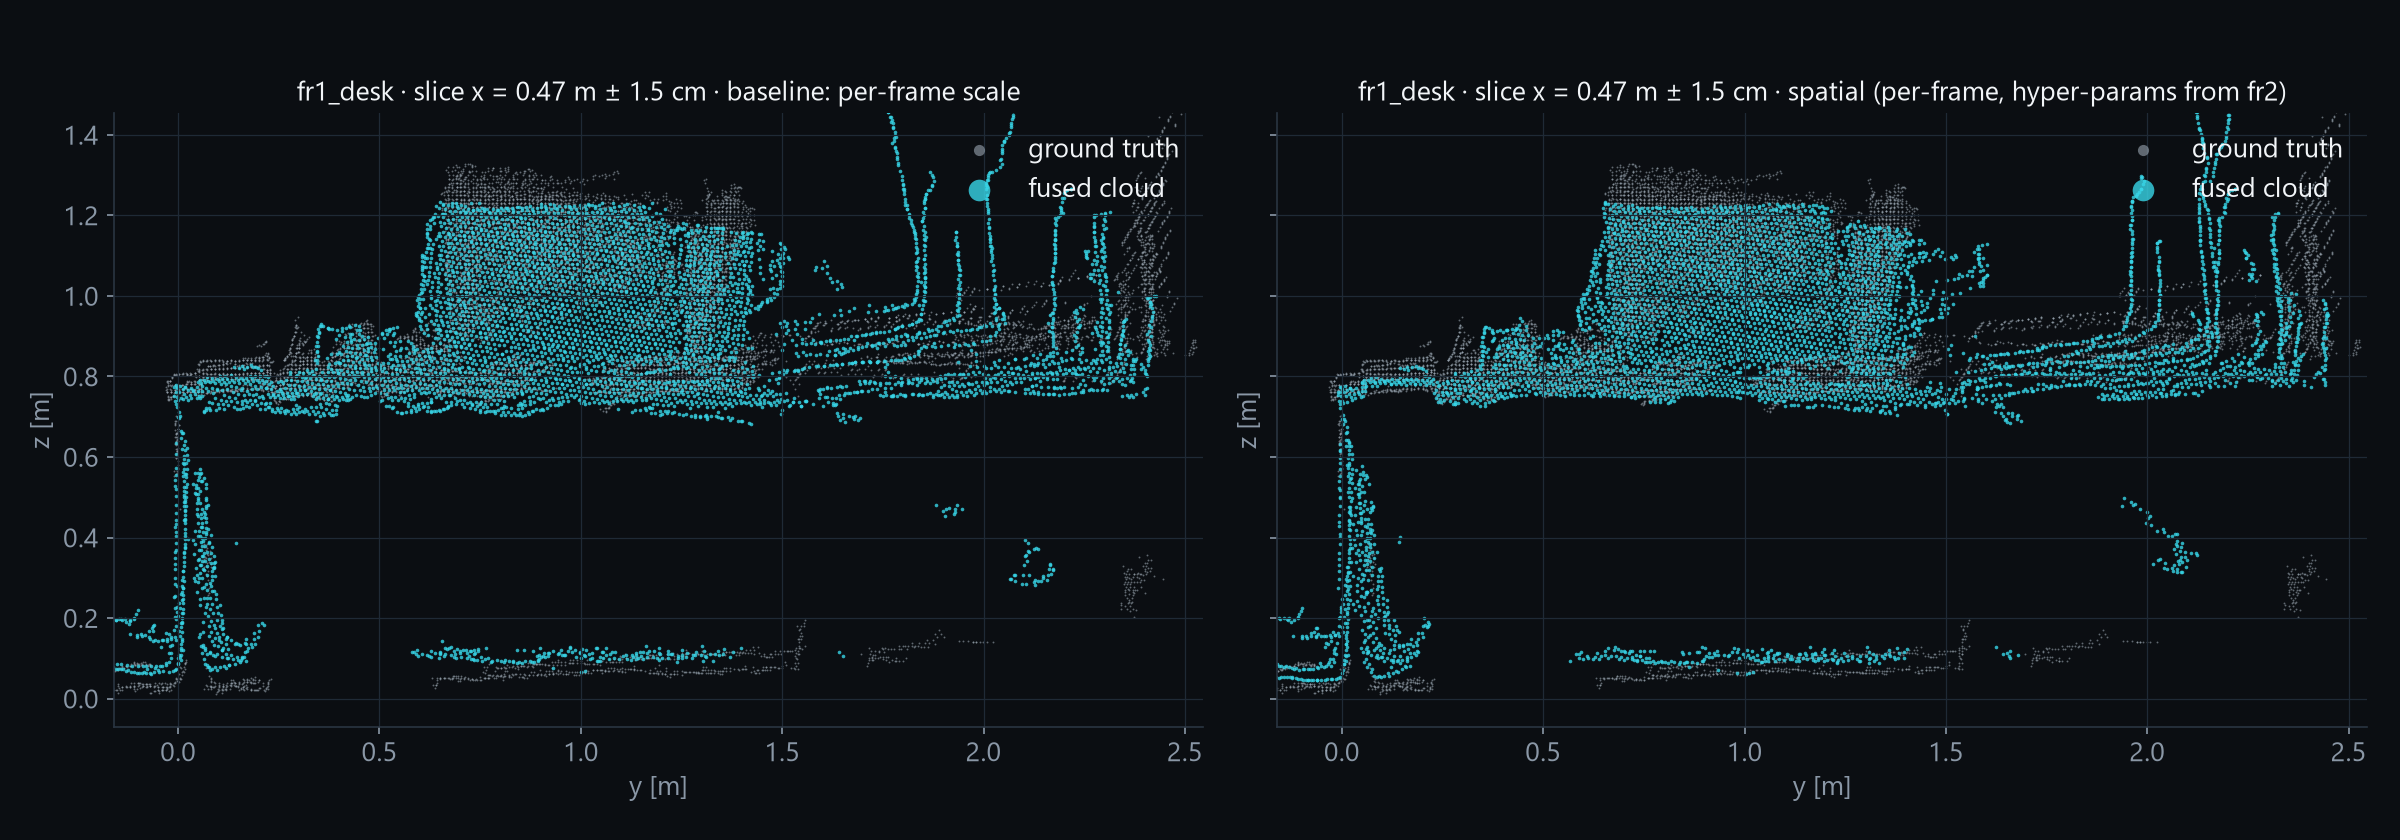 fr1_desk · slice x = 0.47 m ± 1.5 cm · baseline: per-frame scale
ground truth
fused cloud
1.4
1.2
1.0
0.8
0.6
0.4
0.2
0.0
z [m]
0.0 0.5 1.0 1.5 2.0 2.5
y [m]
fr1_desk · slice x = 0.47 m ± 1.5 cm · spatial (per-frame, hyper-params from fr2)
ground truth
fused cloud
z [m]
0.0 0.5 1.0 1.5 2.0 2.5
y [m]